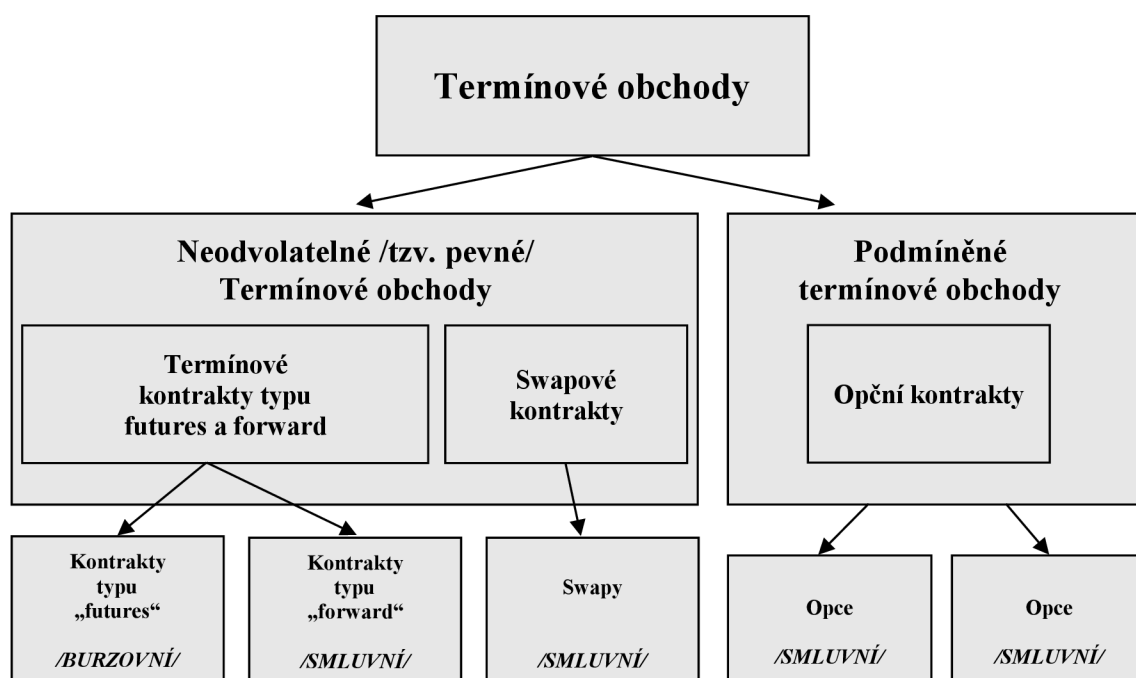 Termínové obchody
Neodvolatelné /tzv. pevné/
Termínové obchody
Podmíněné
termínové obchody
Termínové
kontrakty typu
futures a forward
Swapové
kontrakty
Opční kontrakty
Kontrakty
typu
„futures“
/BURZOVNÍ/
Kontrakty
typu
„forward“
/SMLUVNÍ/
Swapy
/SMLUVNÍ/
Opce
/SMLUVNÍ/
Opce
/SMLUVNÍ/